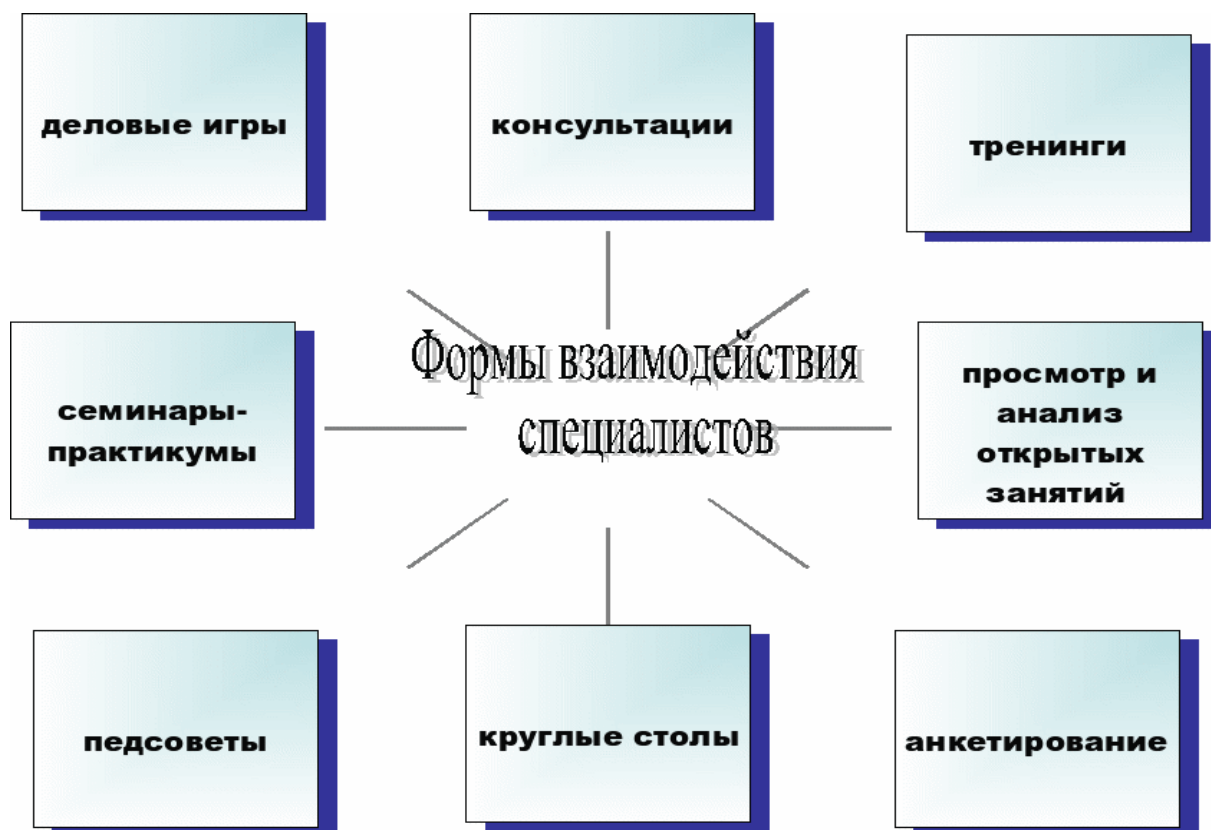 деловые игры
консультации
тренинги
Формы взаимодействия
специалистов
семинары-
практикумы
просмотр и
анализ
открытых
занятий
педсоветы
круглые столы
анкетирование